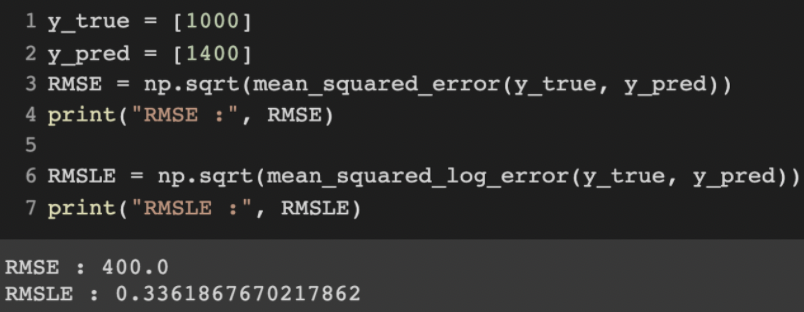 1 y_true = [1000]
2 y_pred = [1400]
3 RMSE = np.sqrt(mean_squared_error(y_true, y_pred))
4 print("RMSE :", RMSE)
5
6 RMSLE = np.sqrt(mean_squared_log_error(y_true, y_pred))
7 print("RMSLE :", RMSLE)
RMSE : 400.0
RMSLE : 0.3361867670217862